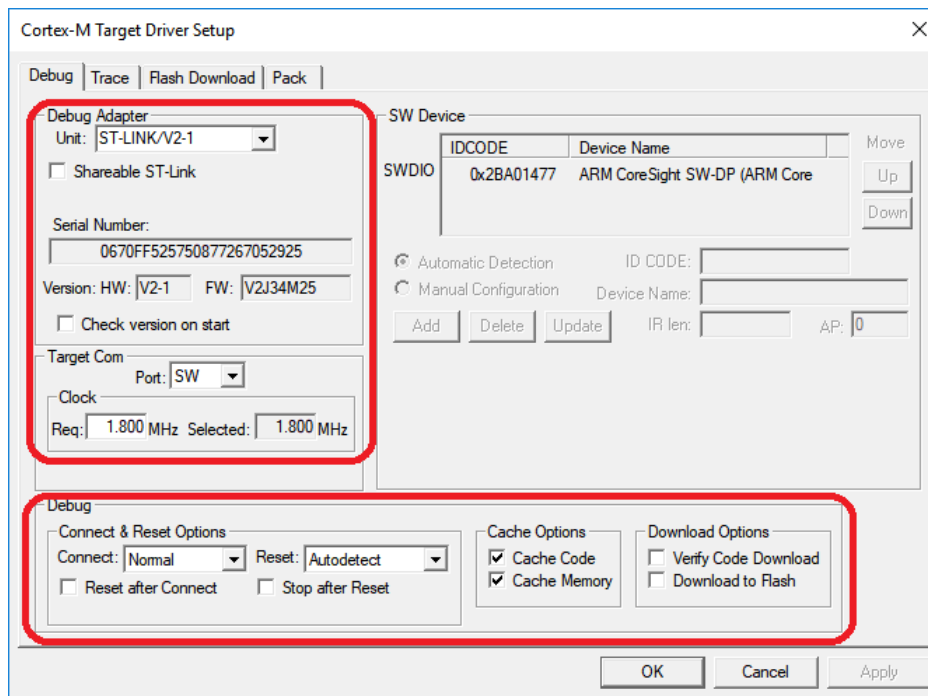 Cortex-M Target Driver Setup
Debug Trace Flash Download Pack
Debug Adapter
Unit: ST-LINK/V2-1
Shareable ST-Link
Serial Number:
0670FF525750877267052925
Version: HW: V2-1 FW: V2J34M25
Check version on start
Target Com
Port: SW
Clock
Req: 1.800 MHz Selected: 1.800 MHz
SW Device
IDCODE Device Name Move
SWDIO 0x2BA01477 ARM CoreSight SW-DP (ARM Core Up
Down
Automatic Detection ID CODE:
Manual Configuration Device Name:
Add Delete Update IR len: AP: 0
Debug
Connect & Reset Options
Connect: Normal Reset: Autodetect
Reset after Connect Stop after Reset
Cache Options
Cache Code
Cache Memory
Download Options
Verify Code Download
Download to Flash
OK Cancel Apply